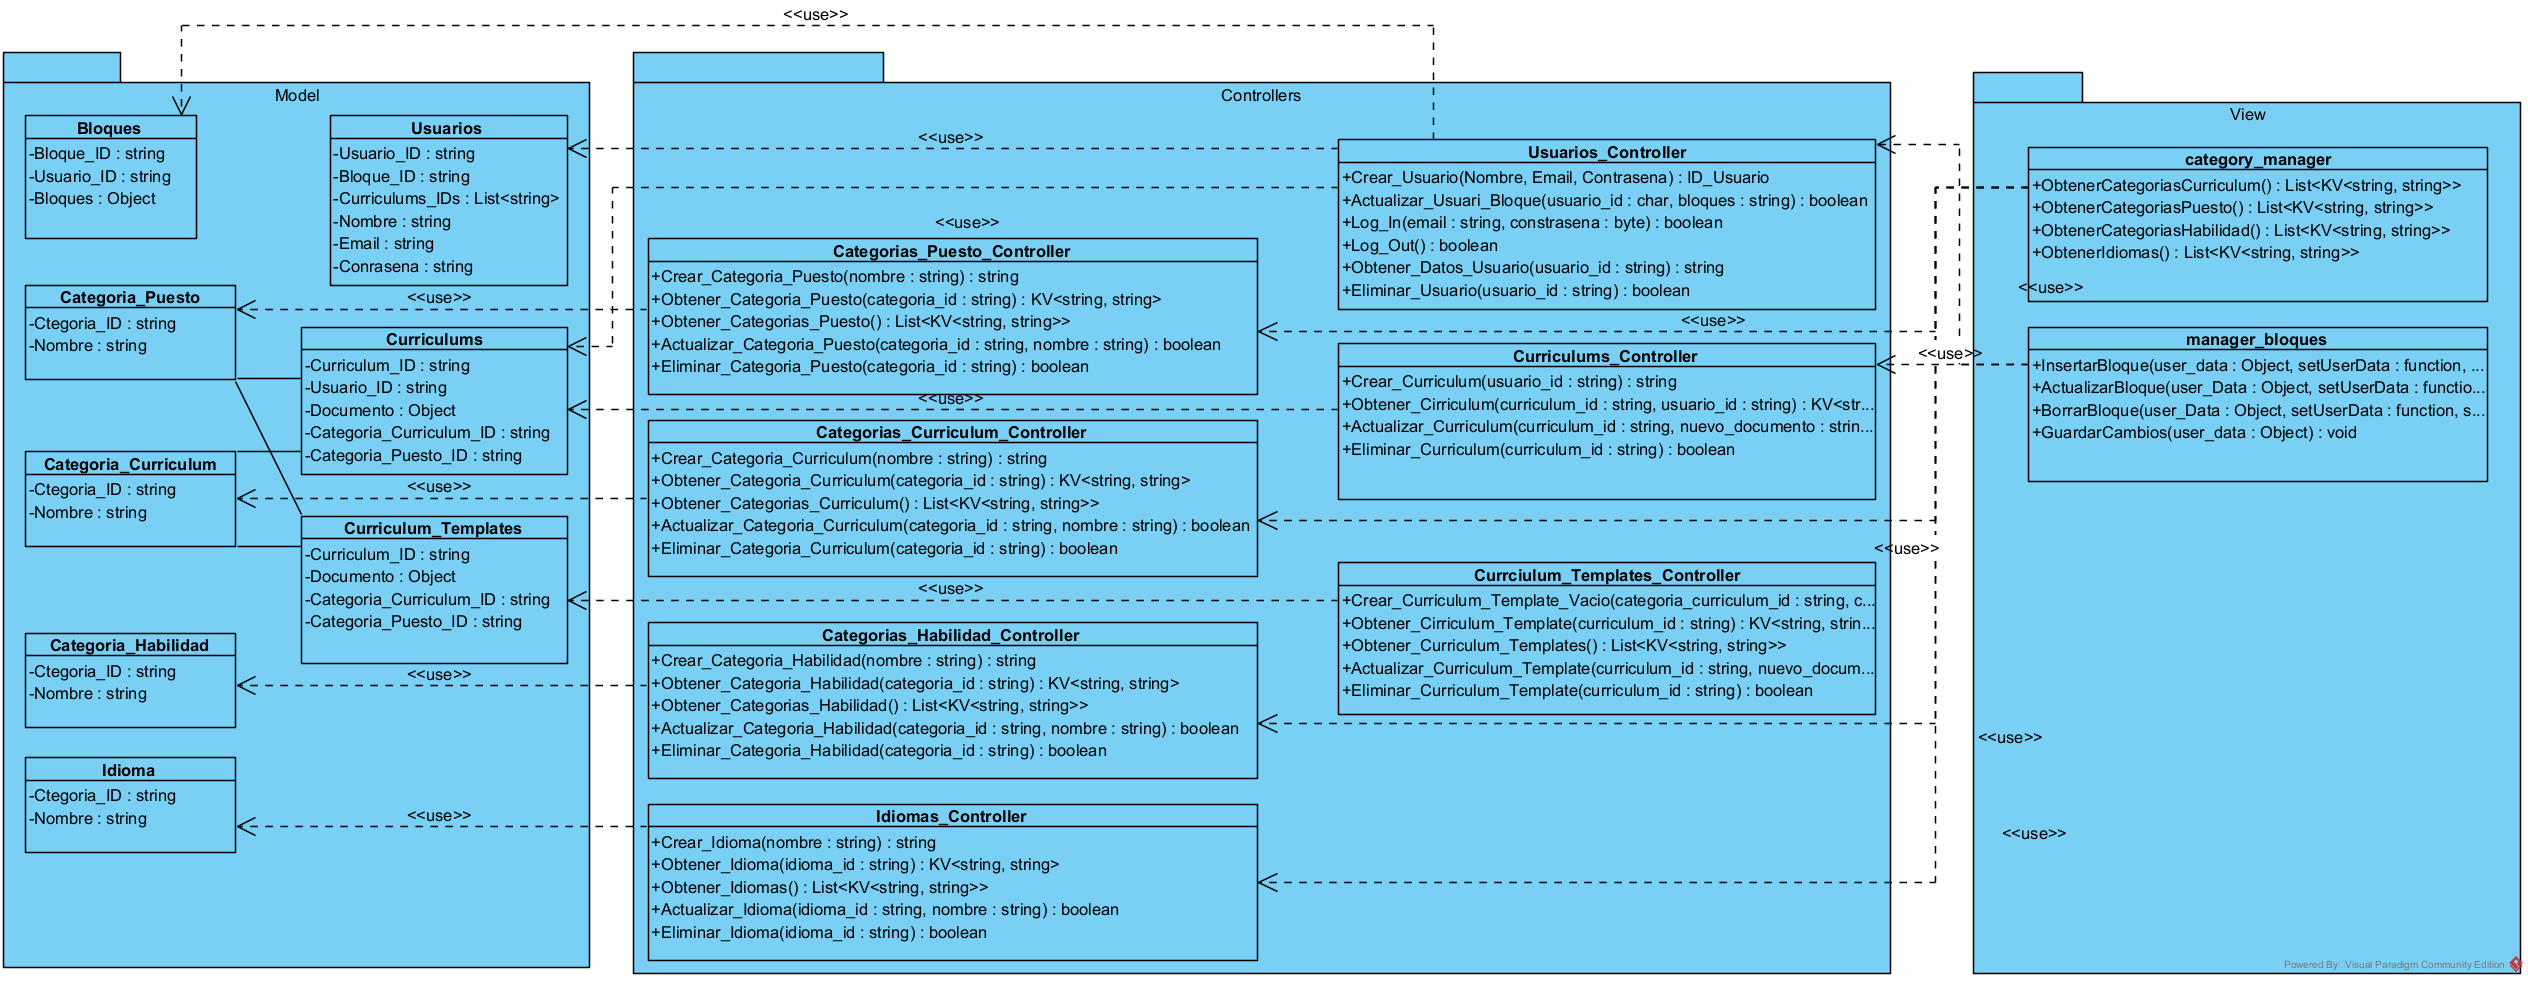 <<use>>
Model
Bloques
-Bloque_ID : string
-Usuario_ID : string
-Bloques : Object
Usuarios
-Usuario_ID : string
-Bloque_ID : string
-Curriculums_IDs : List<string>
-Nombre : string
-Email : string
-Conrasena : string
Categoria_Puesto
-Ctegoria_ID : string
-Nombre : string
Curriculums
-Curriculum_ID : string
-Usuario_ID : string
-Documento : Object
-Categoria_Curriculum_ID : string
-Categoria_Puesto_ID : string
Categoria_Curriculum
-Ctegoria_ID : string
-Nombre : string
Curriculum_Templates
-Curriculum_ID : string
-Documento : Object
-Categoria_Curriculum_ID : string
-Categoria_Puesto_ID : string
Categoria_Habilidad
-Ctegoria_ID : string
-Nombre : string
Idioma
-Ctegoria_ID : string
-Nombre : string
<<use>>
<<use>>
<<use>>
<<use>>
Controllers
<<use>>
<<use>>
Categorias_Puesto_Controller
+Crear_Categoria_Puesto(nombre : string) : string
+Obtener_Categoria_Puesto(categoria_id : string) : KV<string, string>
+Obtener_Categorias_Puesto() : List<KV<string, string>>
+Actualizar_Categoria_Puesto(categoria_id : string, nombre : string) : boolean
+Eliminar_Categoria_Puesto(categoria_id : string) : boolean
<<use>>
Categorias_Curriculum_Controller
+Crear_Categoria_Curriculum(nombre : string) : string
+Obtener_Categoria_Curriculum(categoria_id : string) : KV<string, string>
+Obtener_Categorias_Curriculum() : List<KV<string, string>>
+Actualizar_Categoria_Curriculum(categoria_id : string, nombre : string) : boolean
+Eliminar_Categoria_Curriculum(categoria_id : string) : boolean
<<use>>
Categorias_Habilidad_Controller
+Crear_Categoria_Habilidad(nombre : string) : string
+Obtener_Categoria_Habilidad(categoria_id : string) : KV<string, string>
+Obtener_Categorias_Habilidad() : List<KV<string, string>>
+Actualizar_Categoria_Habilidad(categoria_id : string, nombre : string) : boolean
+Eliminar_Categoria_Habilidad(categoria_id : string) : boolean
Idiomas_Controller
+Crear_Idioma(nombre : string) : string
+Obtener_Idioma(idioma_id : string) : KV<string, string>
+Obtener_Idiomas() : List<KV<string, string>>
+Actualizar_Idioma(idioma_id : string, nombre : string) : boolean
+Eliminar_Idioma(idioma_id : string) : boolean
Usuarios_Controller
+Crear_Usuario(Nombre, Email, Contrasena) : ID_Usuario
+Actualizar_Usuari_Bloque(usuario_id : char, bloques : string) : boolean
+Log_In(email : string, constrasena : byte) : boolean
+Log_Out() : boolean
+Obtener_Datos_Usuario(usuario_id : string) : string
+Eliminar_Usuario(usuario_id : string) : boolean
<<use>>
Curriculums_Controller
+Crear_Curriculum(usuario_id : string) : string
+Obtener_Cirriculum(curriculum_id : string, usuario_id : string) : KV<str...
+Actualizar_Curriculum(curriculum_id : string, nuevo_documento : strin...
+Eliminar_Curriculum(curriculum_id : string) : boolean
<<use>>
<<use>>
Currciulum_Templates_Controller
+Crear_Curriculum_Template_Vacio(categoria_curriculum_id : string, c...
+Obtener_Cirriculum_Template(curriculum_id : string) : KV<string, strin...
+Obtener_Curriculum_Templates() : List<KV<string, string>>
+Actualizar_Curriculum_Template(curriculum_id : string, nuevo_docum...
+Eliminar_Curriculum_Template(curriculum_id : string) : boolean
View
category_manager
+ObtenerCategoriasCurriculum() : List<KV<string, string>>
+ObtenerCategoriasPuesto() : List<KV<string, string>>
+ObtenerCategoriasHabilidad() : List<KV<string, string>>
+ObtenerIdiomas() : List<KV<string, string>>
<<use>>
manager_bloques
+InsertarBloque(user_data : Object, setUserData : function, ...
+ActualizarBloque(user_Data : Object, setUserData : functio...
+BorrarBloque(user_Data : Object, setUserData : function, s...
+GuardarCambios(user_data : Object) : void
<<use>>
<<use>>
Powered By Visual Paradigm Community Edition